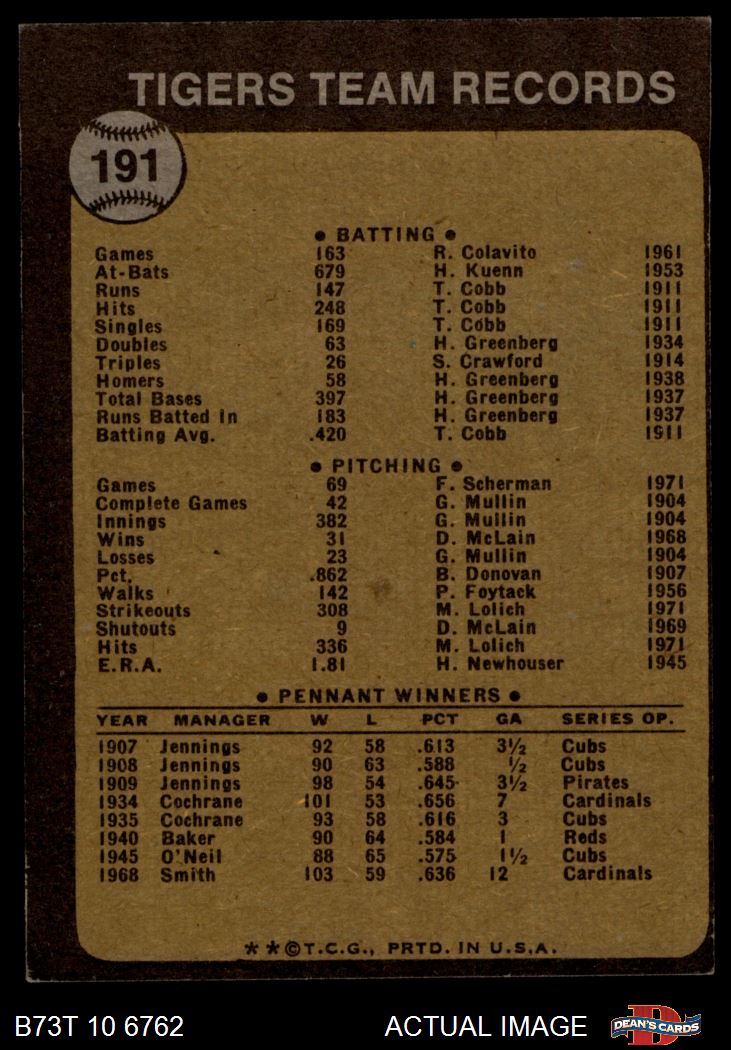 TIGERS TEAM RECORDS
191
● BATTING ●
Games 163 R. Colavito 1961
At-Bats 679 H. Kuenn 1953
Runs 147 T. Cobb 1911
Hits 248 T. Cobb 1911
Singles 169 T. Cobb 1911
Doubles 63 H. Greenberg 1934
Triples 26 S. Crawford 1914
Homers 58 H. Greenberg 1938
Total Bases 397 H. Greenberg 1937
Runs Batted In 183 H. Greenberg 1937
Batting Avg. .420 T. Cobb 1911
● PITCHING ●
Games 69 F. Scherman 1971
Complete Games 42 G. Mullin 1904
Innings 382 G. Mullin 1904
Wins 31 D. McLain 1968
Losses 23 G. Mullin 1904
Pct. .862 B. Donovan 1907
Walks 142 P. Foytack 1956
Strikeouts 308 M. Lolich 1971
Shutouts 9 D. McLain 1969
Hits 336 M. Lolich 1971
E.R.A. 1.81 H. Newhouser 1945
● PENNANT WINNERS ●
YEAR MANAGER W L PCT GA SERIES OP.
1907 Jennings 92 58 .613 3½ Cubs
1908 Jennings 90 63 .588 ½ Cubs
1909 Jennings 98 54 .645 3½ Pirates
1934 Cochrane 101 53 .656 7 Cardinals
1935 Cochrane 93 58 .616 3 Cubs
1940 Baker 90 64 .584 1 Reds
1945 O'Neil 88 65 .575 1½ Cubs
1968 Smith 103 59 .636 12 Cardinals
**©T.C.G., PRTD. IN U.S.A.
B73T 10 6762 ACTUAL IMAGE DEAN'S CARDS